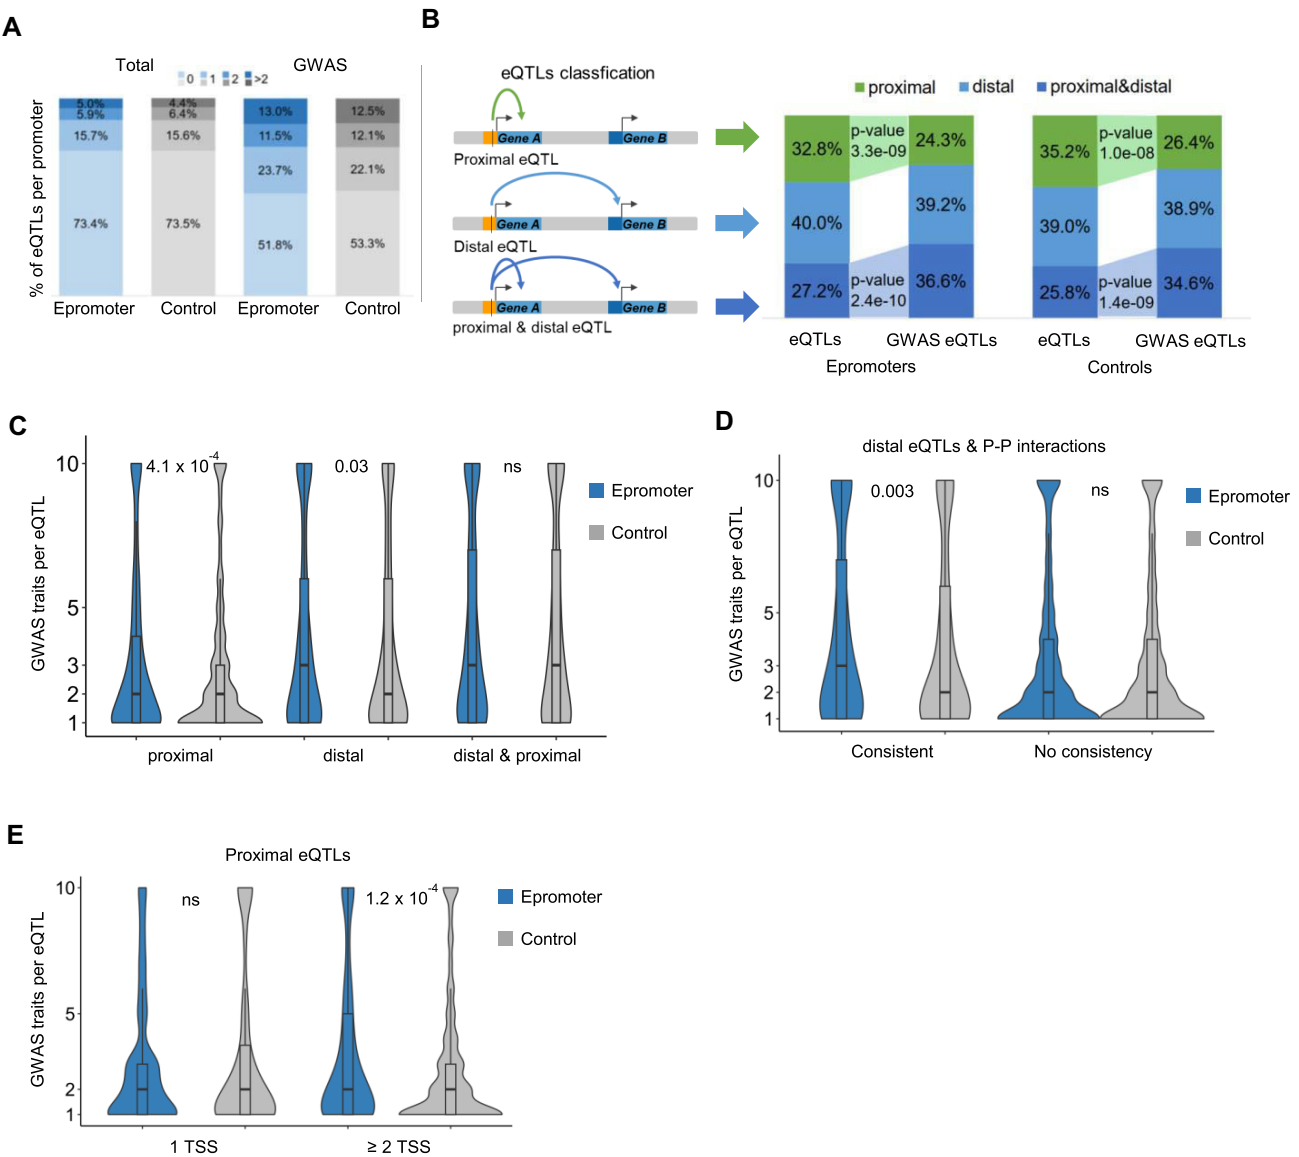 A
Total
GWAS
0 1 2 >2
% of eQTLs per promoter
5.0%
5.9%
15.7%
73.4%
4.4%
6.4%
15.6%
73.5%
13.0%
11.5%
23.7%
51.8%
12.5%
12.1%
22.1%
53.3%
Epromoter
Control
Epromoter
Control
B
eQTLs classfication
Gene A
Gene B
Proximal eQTL
Gene A
Gene B
Distal eQTL
Gene A
Gene B
proximal & distal eQTL
proximal
distal
proximal&distal
32.8%
40.0%
27.2%
p-value
3.3e-09
p-value
2.4e-10
24.3%
39.2%
36.6%
35.2%
39.0%
25.8%
p-value
1.0e-08
p-value
1.4e-09
26.4%
38.9%
34.6%
eQTLs
GWAS eQTLs
eQTLs
GWAS eQTLs
Epromoters
Controls
C
GWAS traits per eQTL
10
5
3
2
1
4.1 x 10-4
0.03
ns
Epromoter
Control
proximal
distal
distal & proximal
D
distal eQTLs & P-P interactions
GWAS traits per eQTL
10
5
3
2
1
0.003
ns
Epromoter
Control
Consistent
No consistency
E
Proximal eQTLs
GWAS traits per eQTL
10
5
2
1
ns
1.2 x 10-4
Epromoter
Control
1 TSS
≥ 2 TSS